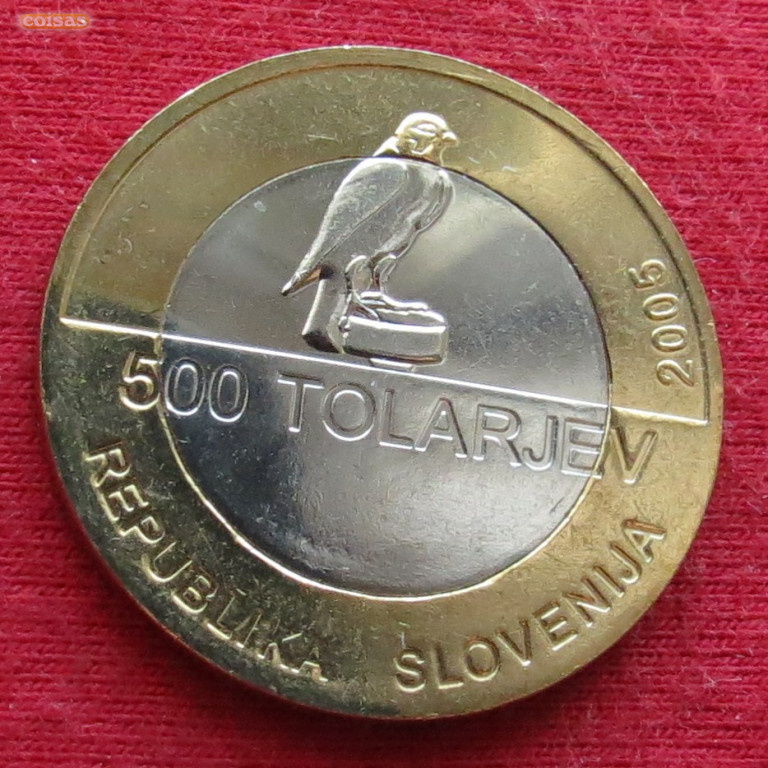 coisas
2005
500 TOLARJEV
REPUBLIKA SLOVENIJA